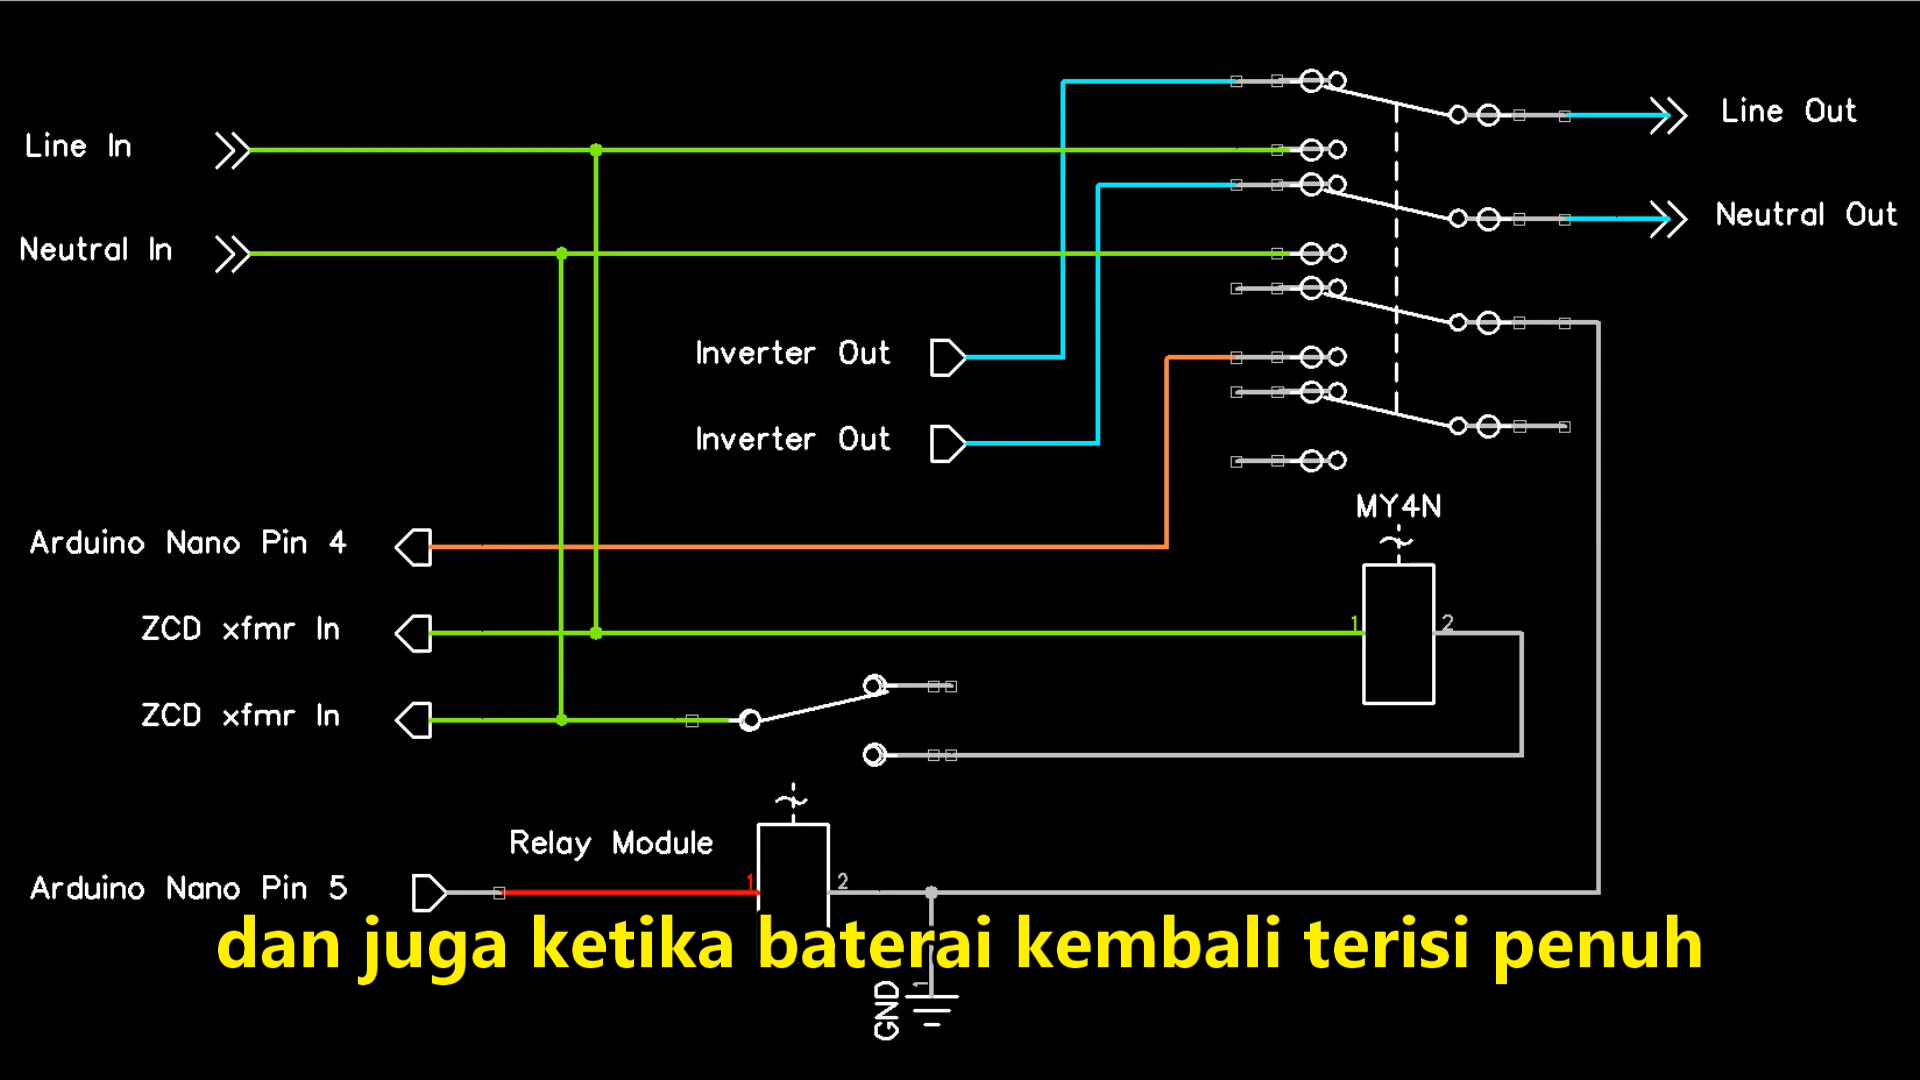 Line In
Line Out
Neutral In
Neutral Out
Inverter Out
Inverter Out
MY4N
Arduino Nano Pin 4
ZCD xfmr In
1
2
ZCD xfmr In
Relay Module
Arduino Nano Pin 5
1
2
dan juga ketika baterai kembali terisi penuh
GND
1